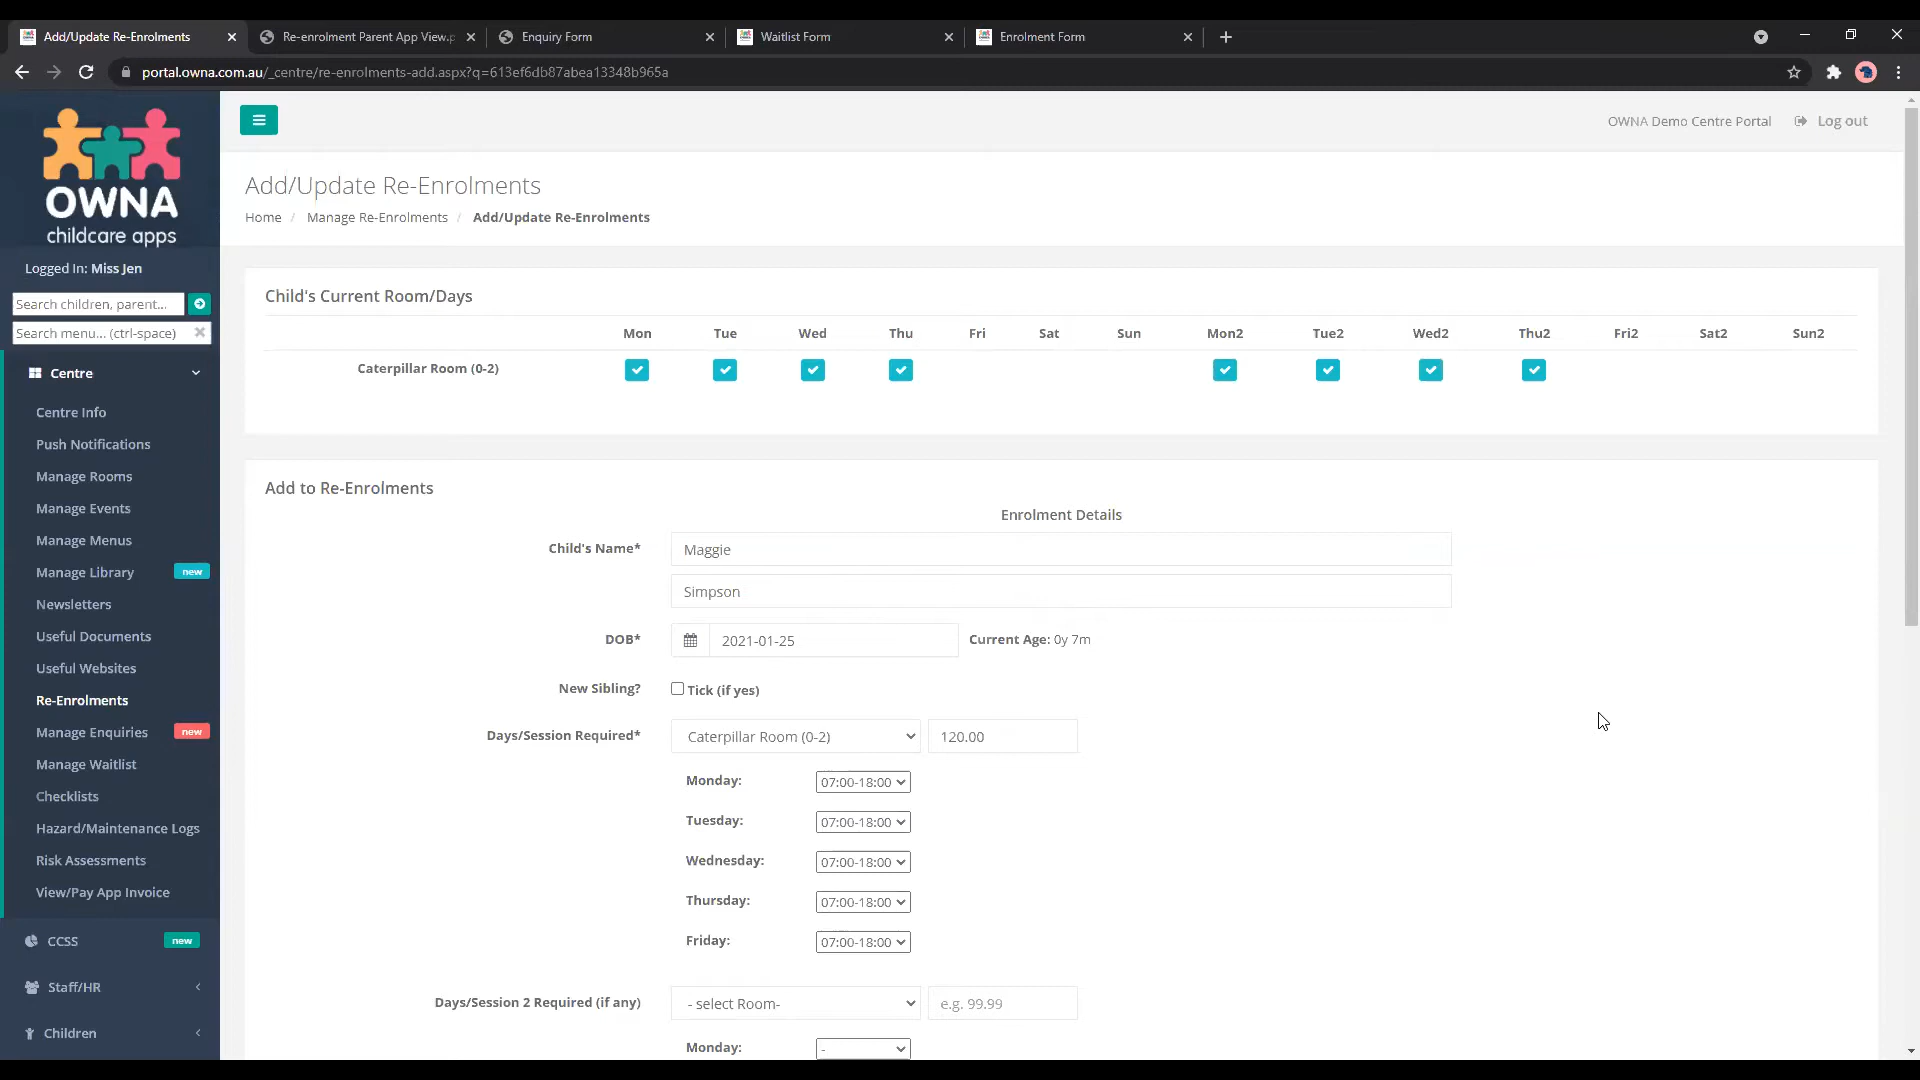 Add/Update Re-Enrolments
Re-enrolment Parent App View.p
Enquiry Form
Waitlist Form
Enrolment Form
portal.owna.com.au/_centre/re-enrolments-add.aspx?q=613ef6db87abea13348b965a
OWNA
childcare apps
Logged In: Miss Jen
Search children, parent...
Search menu... (ctrl-space)
Centre
Centre Info
Push Notifications
Manage Rooms
Manage Events
Manage Menus
Manage Library new
Newsletters
Useful Documents
Useful Websites
Re-Enrolments
Manage Enquiries new
Manage Waitlist
Checklists
Hazard/Maintenance Logs
Risk Assessments
View/Pay App Invoice
CCSS new
Staff/HR
Children
OWNA Demo Centre Portal Log out
Add/Update Re-Enrolments
Home / Manage Re-Enrolments / Add/Update Re-Enrolments
Child's Current Room/Days
Mon Tue Wed Thu Fri Sat Sun Mon2 Tue2 Wed2 Thu2 Fri2 Sat2 Sun2
Caterpillar Room (0-2)
Add to Re-Enrolments
Enrolment Details
Child's Name* Maggie
Simpson
DOB* 2021-01-25 Current Age: 0y 7m
New Sibling? Tick (if yes)
Days/Session Required* Caterpillar Room (0-2) 120.00
Monday: 07:00-18:00
Tuesday: 07:00-18:00
Wednesday: 07:00-18:00
Thursday: 07:00-18:00
Friday: 07:00-18:00
Days/Session 2 Required (if any) - select Room- e.g. 99.99
Monday: -